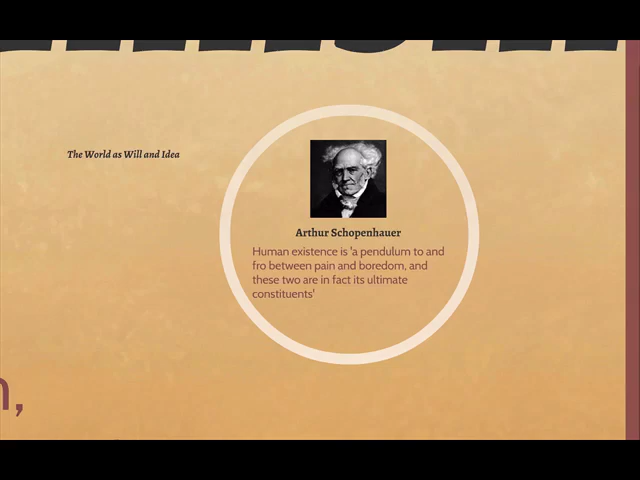 The World as Will and Idea
Arthur Schopenhauer
Human existence is 'a pendulum to and
fro between pain and boredom, and
these two are in fact its ultimate
constituents'